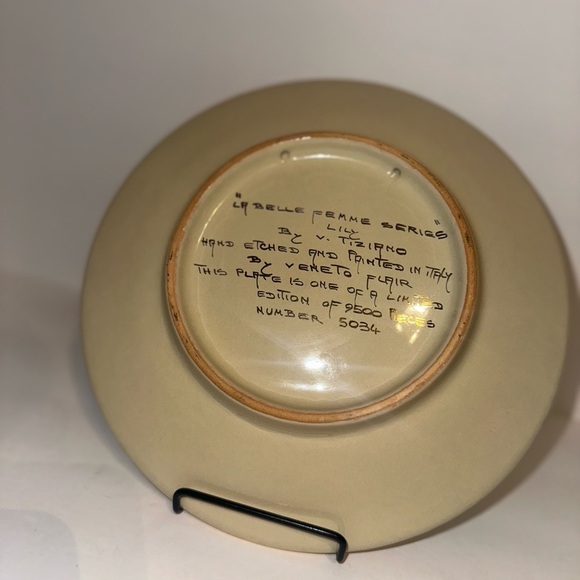 "LA BELLE FEMME SERIES"
LILY
By V. TIZIANO
HAND ETCHED AND PAINTED IN ITALY
By VENETO FLAIR
THIS PLATE IS ONE OF A LIMITED
EDITION OF 9500 PIECES
NUMBER 5034